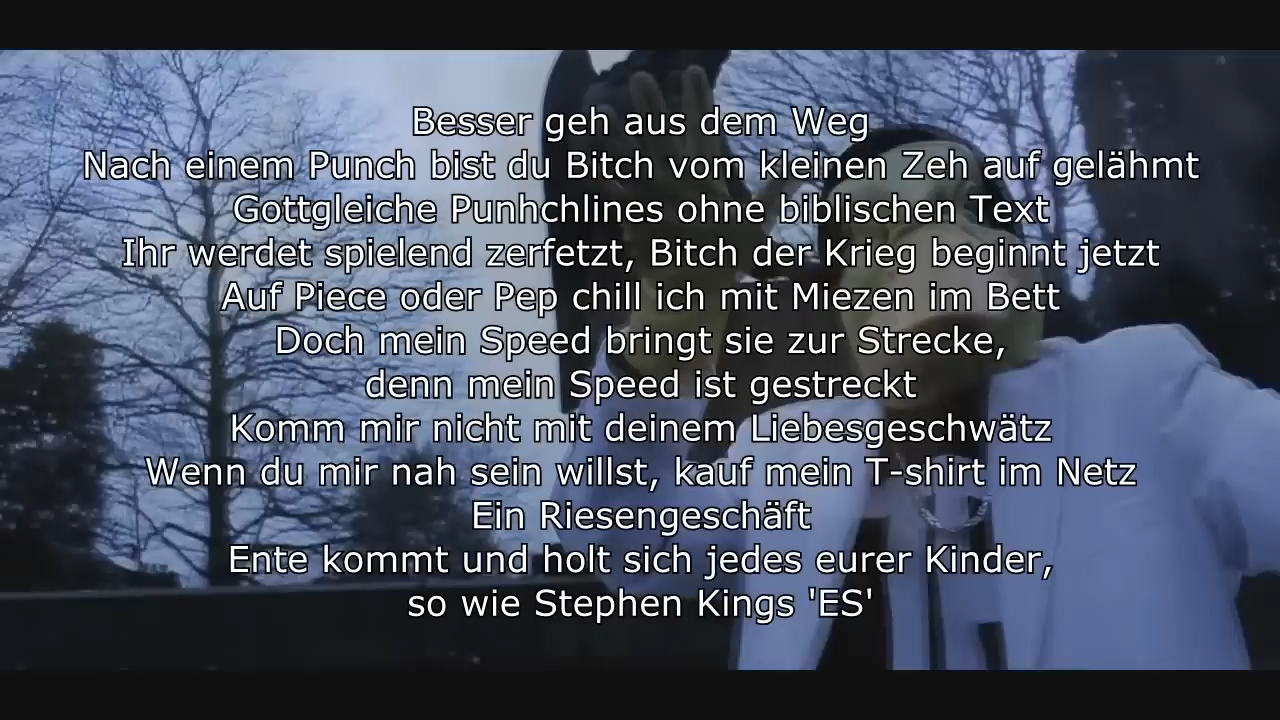 Besser geh aus dem Weg
Nach einem Punch bist du Bitch vom kleinen Zeh auf gelähmt
Gottgleiche Punhchlines ohne biblischen Text
Ihr werdet spielend zerfetzt, Bitch der Krieg beginnt jetzt
Auf Piece oder Pep chill ich mit Miezen im Bett
Doch mein Speed bringt sie zur Strecke,
denn mein Speed ist gestreckt
Komm mir nicht mit deinem Liebesgeschwätz
Wenn du mir nah sein willst, kauf mein T-shirt im Netz
Ein Riesengeschäft
Ente kommt und holt sich jedes eurer Kinder,
so wie Stephen Kings 'ES'